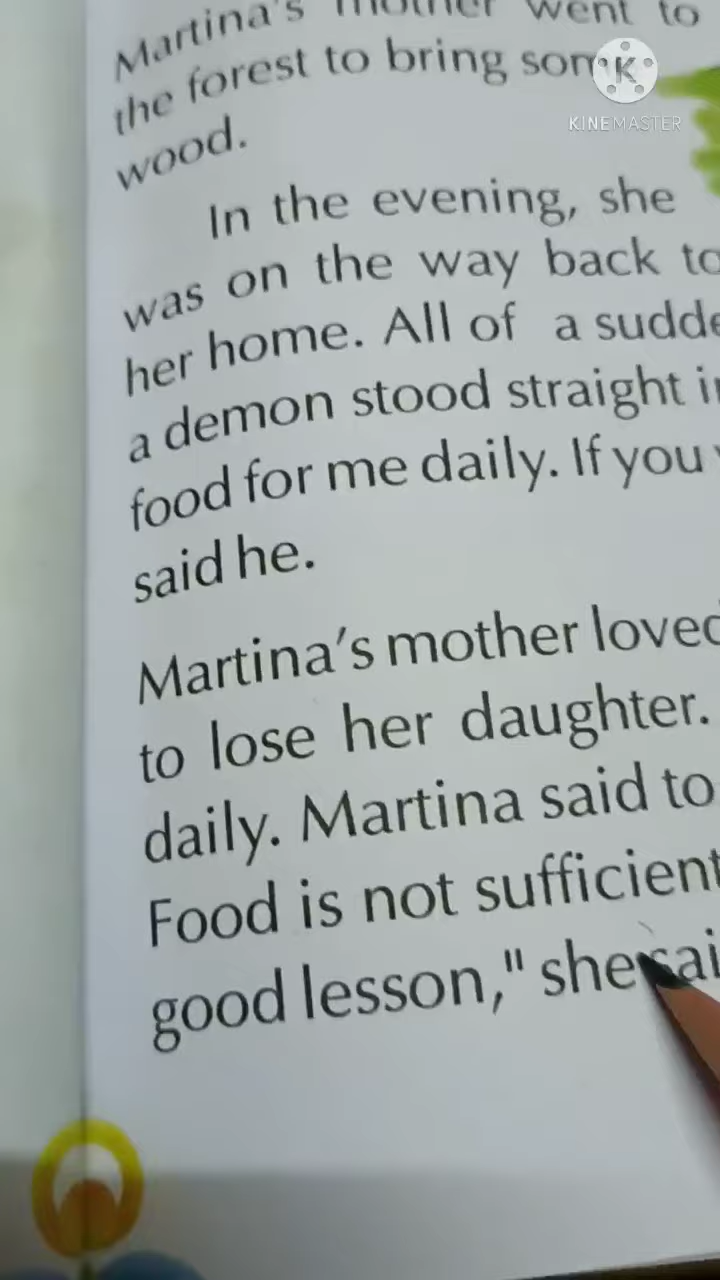 Martina's mother went to
the forest to bring som
K
KINEMASTER
wood.
In the evening, she
was on the way back to
her home. All of a sudde
a demon stood straight i
food for me daily. If you
said he.
Martina's mother loved
to lose her daughter.
daily. Martina said to
Food is not sufficient
good lesson," she sai